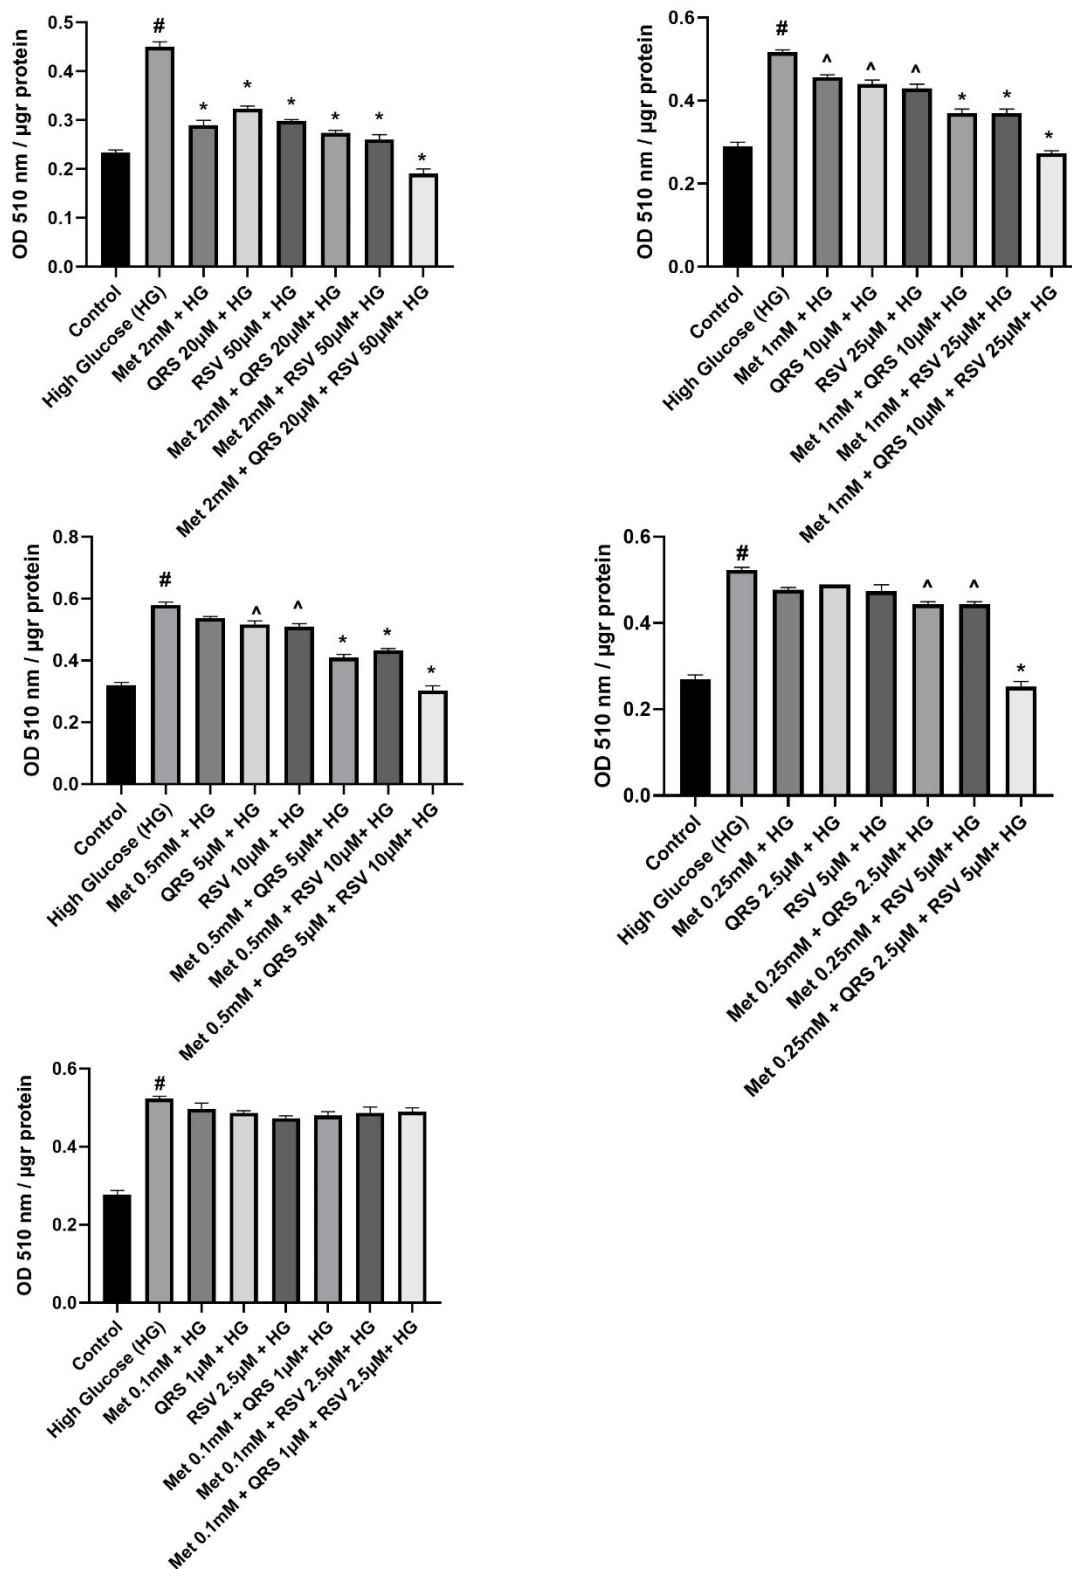 OD 510 nm / µgr protein
0.5
0.4
0.3
0.2
0.1
0.0
#
*
*
*
*
*
*
Control
High Glucose (HG)
Met 2mM + HG
QRS 20µM + HG
RSV 50µM + HG
Met 2mM + QRS 20µM+ HG
Met 2mM + RSV 50µM+ HG
Met 2mM + QRS 20µM + RSV 50µM+ HG
OD 510 nm / µgr protein
0.6
0.4
0.2
0.0
#
^
^
^
*
*
*
Control
High Glucose (HG)
Met 1mM + HG
QRS 10µM + HG
RSV 25µM + HG
Met 1mM + QRS 10µM+ HG
Met 1mM + RSV 25µM+ HG
Met 1mM + QRS 10µM + RSV 25µM+ HG
OD 510 nm / µgr protein
0.8
0.6
0.4
0.2
0.0
#
^
^
*
*
*
Control
High Glucose (HG)
Met 0.5mM + HG
QRS 5µM + HG
RSV 10µM + HG
Met 0.5mM + QRS 5µM+ HG
Met 0.5mM + RSV 10µM+ HG
Met 0.5mM + QRS 5µM + RSV 10µM+ HG
OD 510 nm / µgr protein
0.6
0.4
0.2
0.0
#
^
^
*
Control
High Glucose (HG)
Met 0.25mM + HG
QRS 2.5µM + HG
RSV 5µM + HG
Met 0.25mM + QRS 2.5µM+ HG
Met 0.25mM + RSV 5µM+ HG
Met 0.25mM + QRS 2.5µM + RSV 5µM+ HG
OD 510 nm / µgr protein
0.6
0.4
0.2
0.0
#
Control
High Glucose (HG)
Met 0.1mM + HG
QRS 1µM + HG
RSV 2.5µM + HG
Met 0.1mM + QRS 1µM+ HG
Met 0.1mM + RSV 2.5µM+ HG
Met 0.1mM + QRS 1µM + RSV 2.5µM+ HG